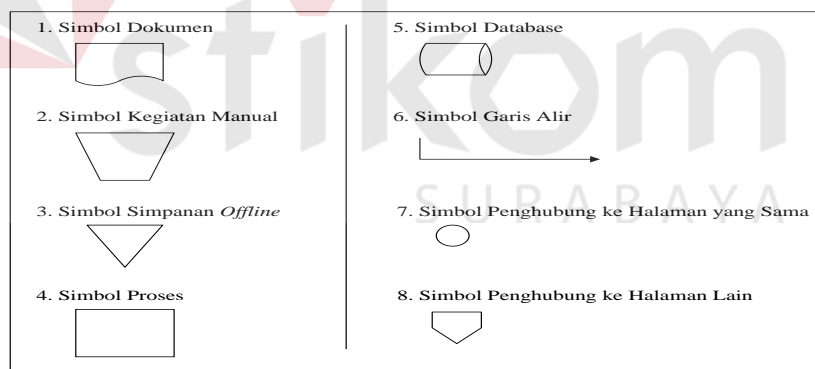 1. Simbol Dokumen
2. Simbol Kegiatan Manual
3. Simbol Simpanan Offline
4. Simbol Proses
5. Simbol Database
6. Simbol Garis Alir
7. Simbol Penghubung ke Halaman yang Sama
8. Simbol Penghubung ke Halaman Lain
stikom
SURABAYA